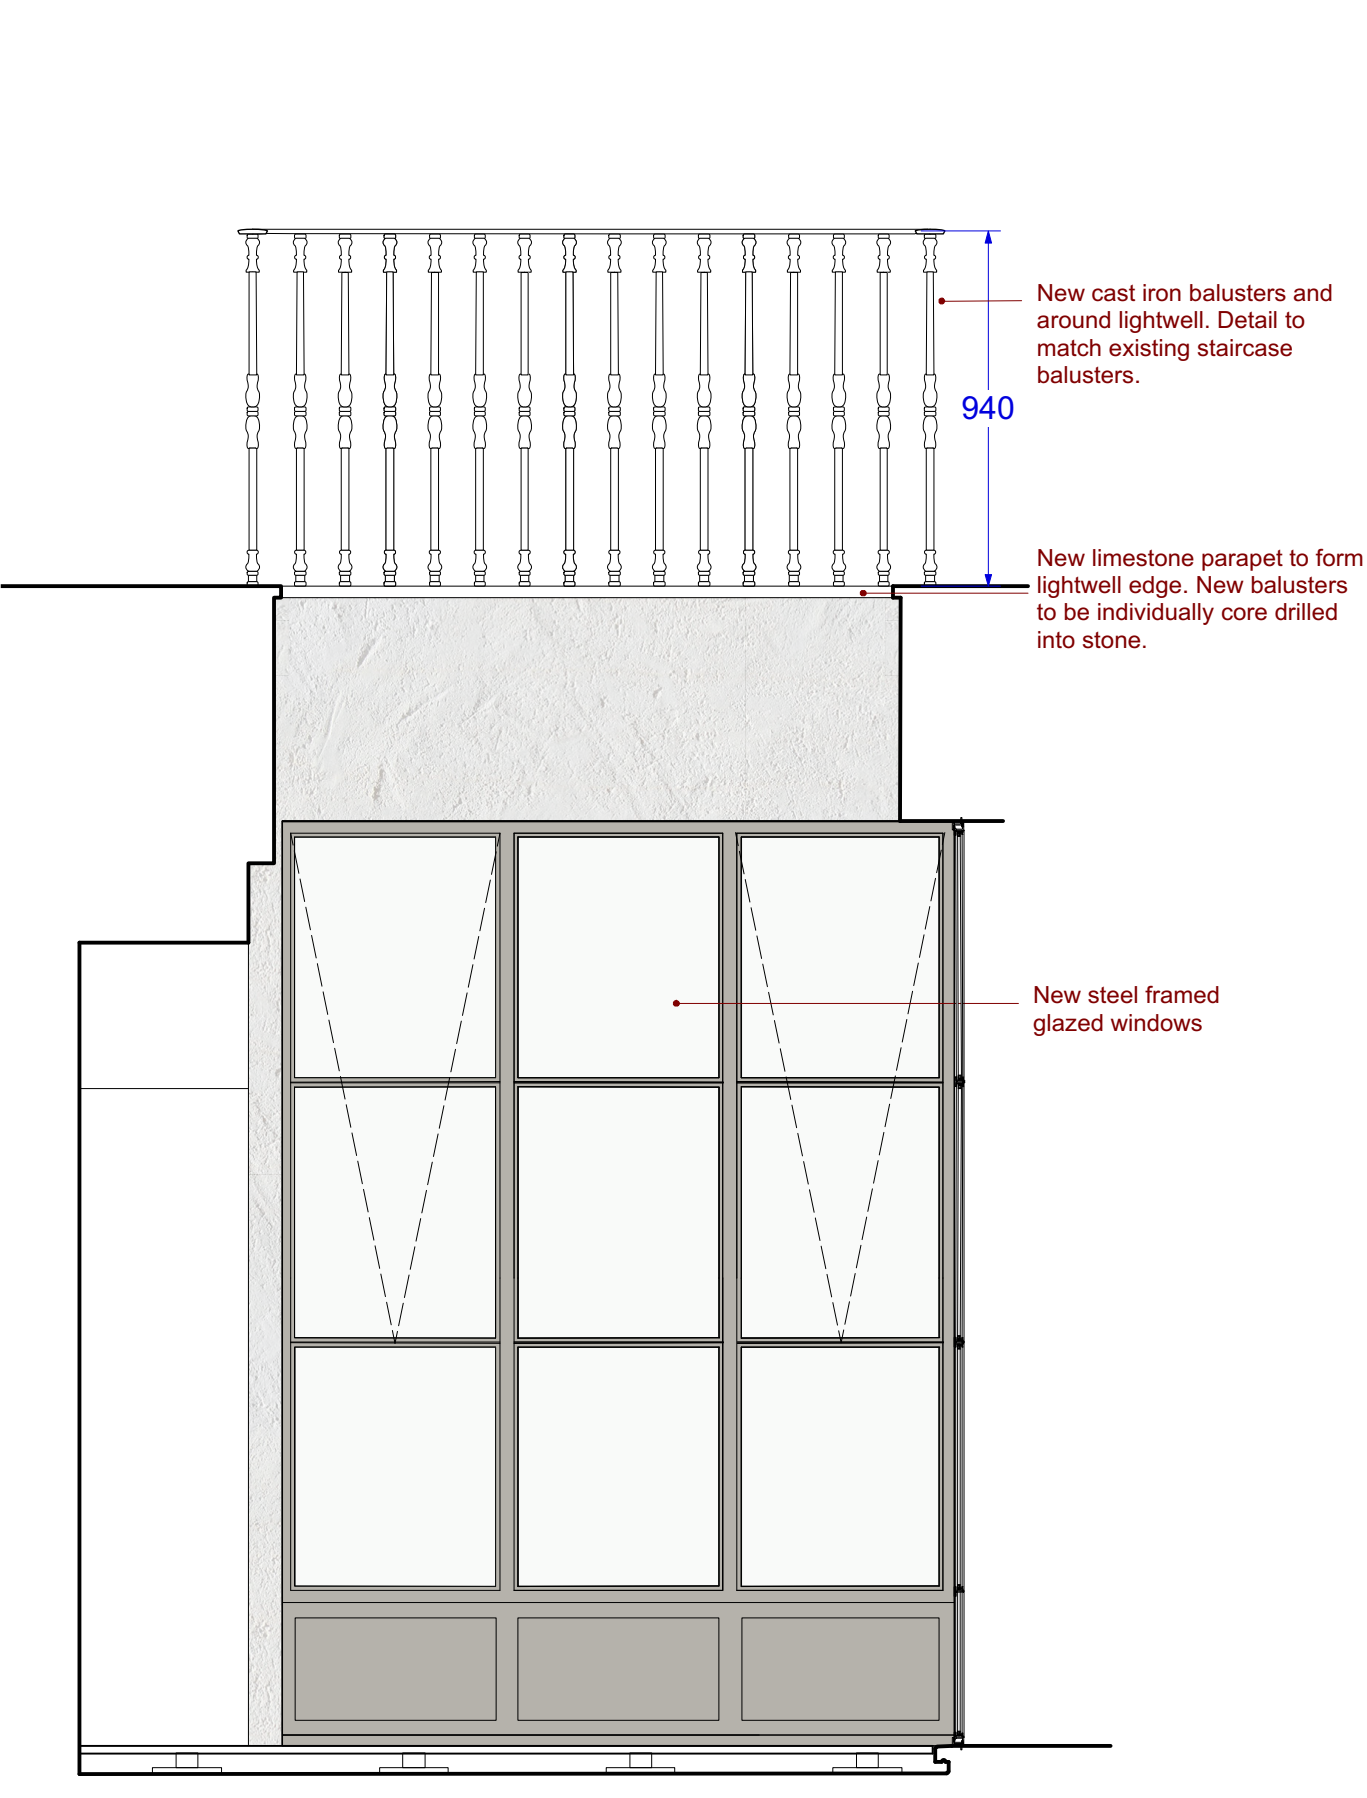 New cast iron balusters and
around lightwell. Detail to
match existing staircase
balusters.
940
New limestone parapet to form
lightwell edge. New balusters
to be individually core drilled
into stone.
New steel framed
glazed windows